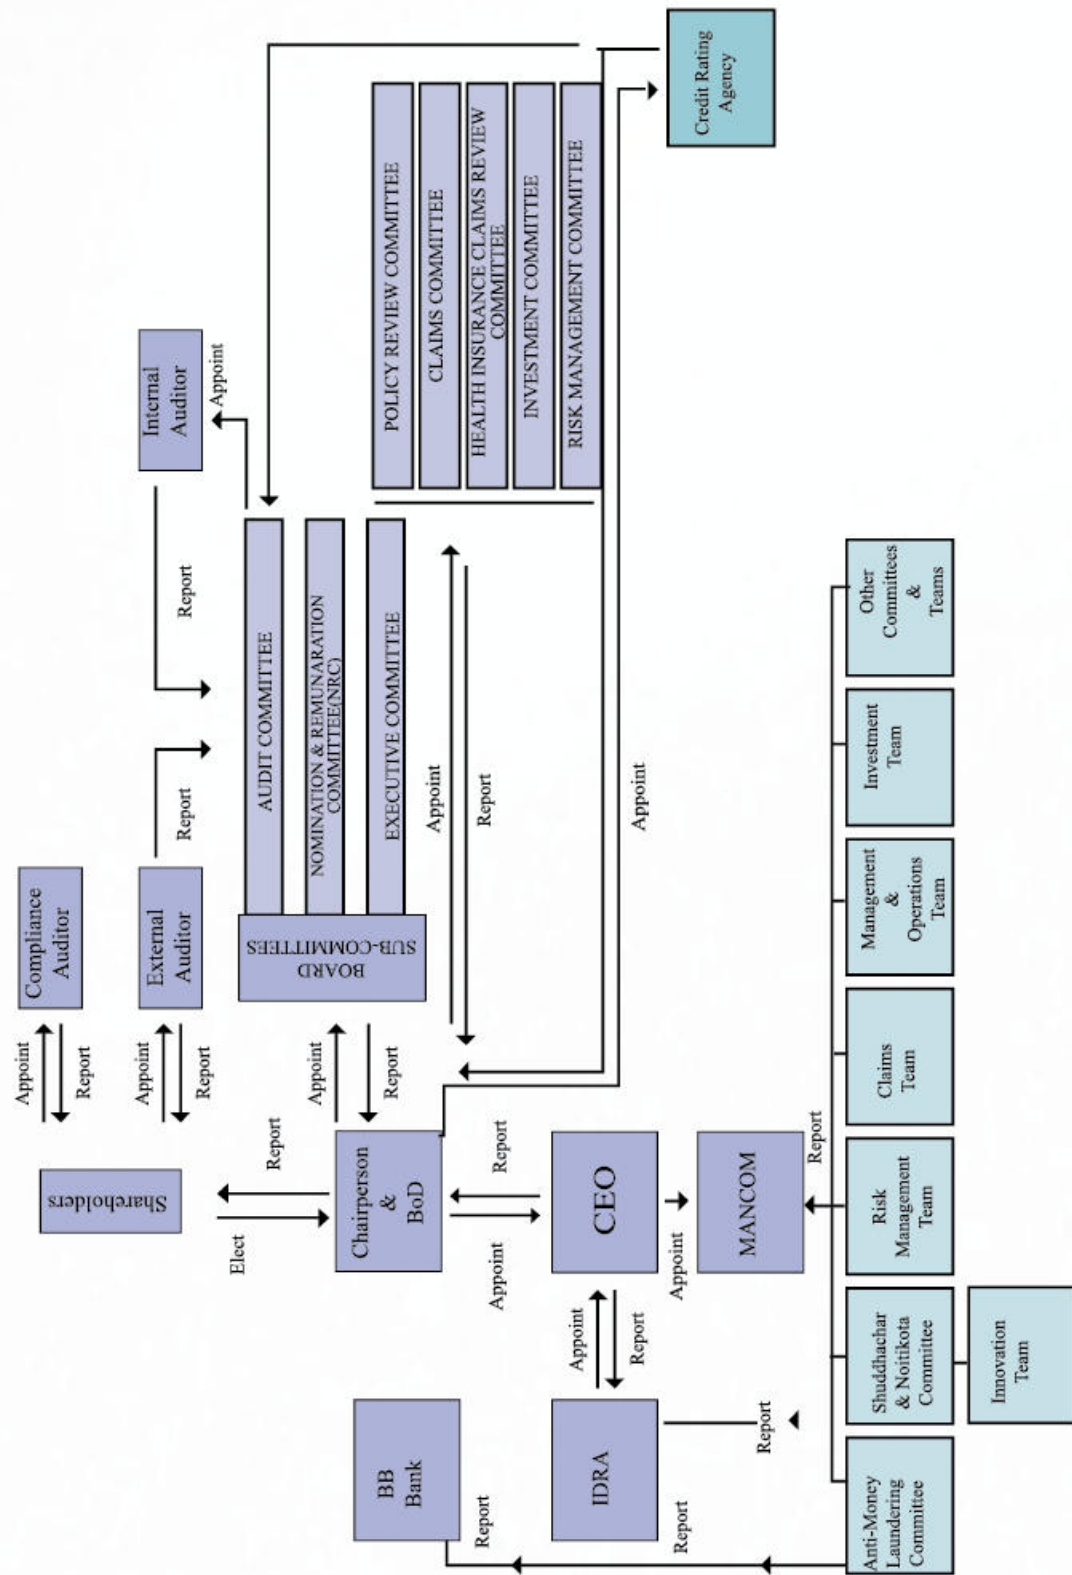 Shareholders
Appoint
Report
Compliance
Auditor
Appoint
Report
External
Auditor
Report
Report
Internal
Auditor
Appoint
Elect
Report
Chairperson
&
BoD
Appoint
Report
BOARD
SUB-COMMITTEES
AUDIT COMMITTEE
NOMINATION & REMUNARATION
COMMITTEE(NRC)
EXECUTIVE COMMITTEE
Appoint
Report
POLICY REVIEW COMMITTEE
CLAIMS COMMITTEE
HEALTH INSURANCE CLAIMS REVIEW
COMMITTEE
INVESTMENT COMMITTEE
RISK MANAGEMENT COMMITTEE
BB
Bank
Report
Appoint
Report
CEO
Appoint
Report
IDRA
Report
Report
Appoint
MANCOM
Report
Appoint
Credit Rating
Agency
Anti-Money
Laundering
Committee
Shuddhachar
& Noitikota
Committee
Risk
Management
Team
Claims
Team
Management
&
Operations
Team
Investment
Team
Other
Committees
&
Teams
Innovation
Team